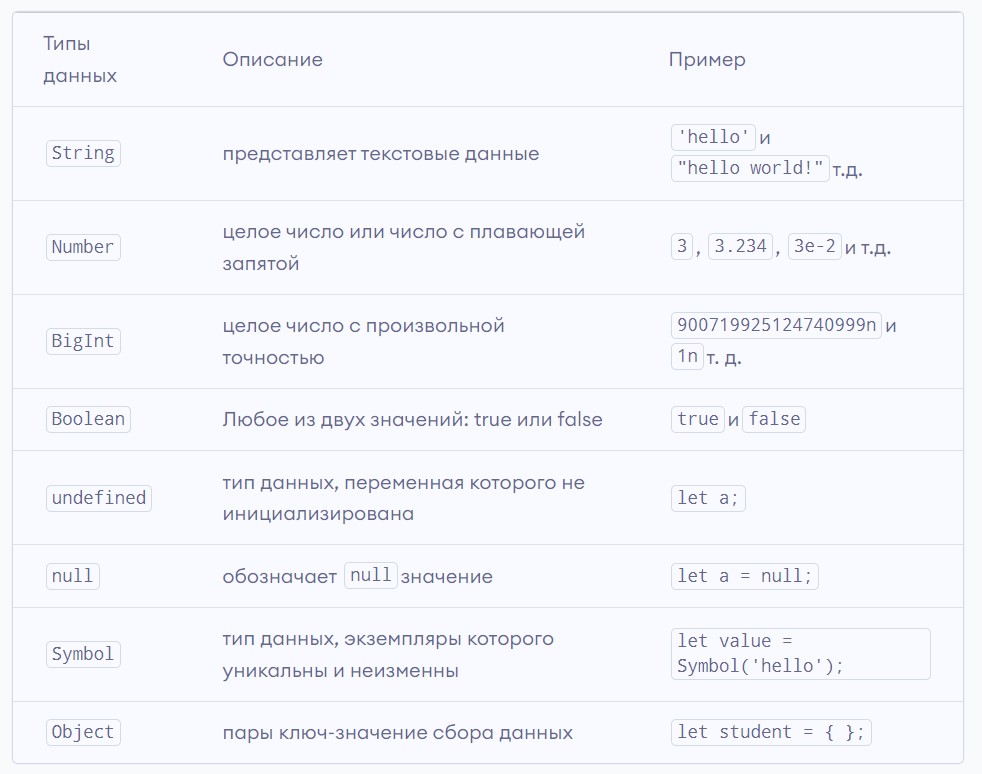 Типы
данных
Описание
Пример
String
представляет текстовые данные
'hello' и
"hello world!" т.д.
Number
целое число или число с плавающей
запятой
3 , 3.234 , 3e-2 и т.д.
BigInt
целое число с произвольной
точностью
900719925124740999n и
1n т. д.
Boolean
Любое из двух значений: true или false
true и false
undefined
тип данных, переменная которого не
инициализирована
let a;
null
обозначает null значение
let a = null;
Symbol
тип данных, экземпляры которого
уникальны и неизменны
let value =
Symbol('hello');
Object
пары ключ-значение сбора данных
let student = { };